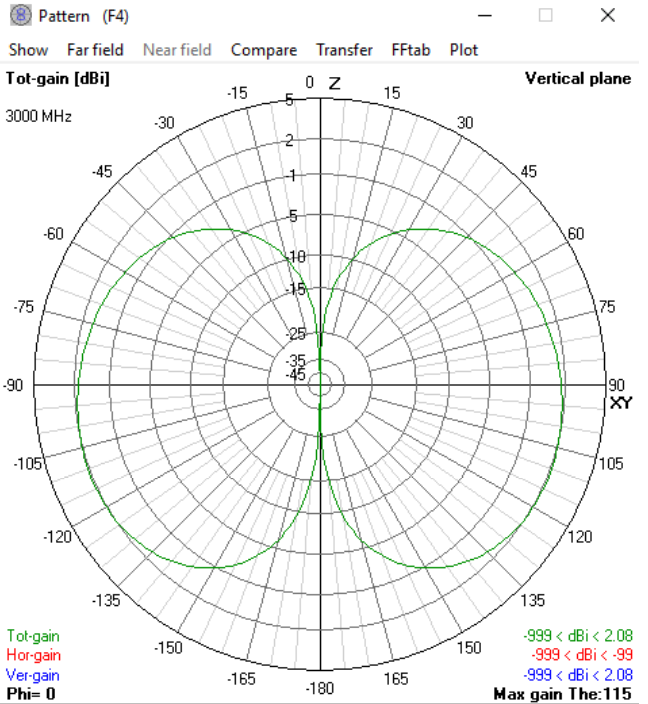 Pattern (F4)
Show Far field Near field Compare Transfer FFtab Plot
Tot-gain [dBi]
0 Z
Vertical plane
3000 MHz
-15
15
-30
30
-45
45
-60
60
-75
75
-90
90
XY
-105
105
-120
120
-135
135
-150
150
-165
165
-180
5
2
-1
-5
-10
-15
-25
-35
-45
Tot-gain
-999 < dBi < 2.08
Hor-gain
-999 < dBi < -99
Ver-gain
-999 < dBi < 2.08
Phi= 0
Max gain The:115